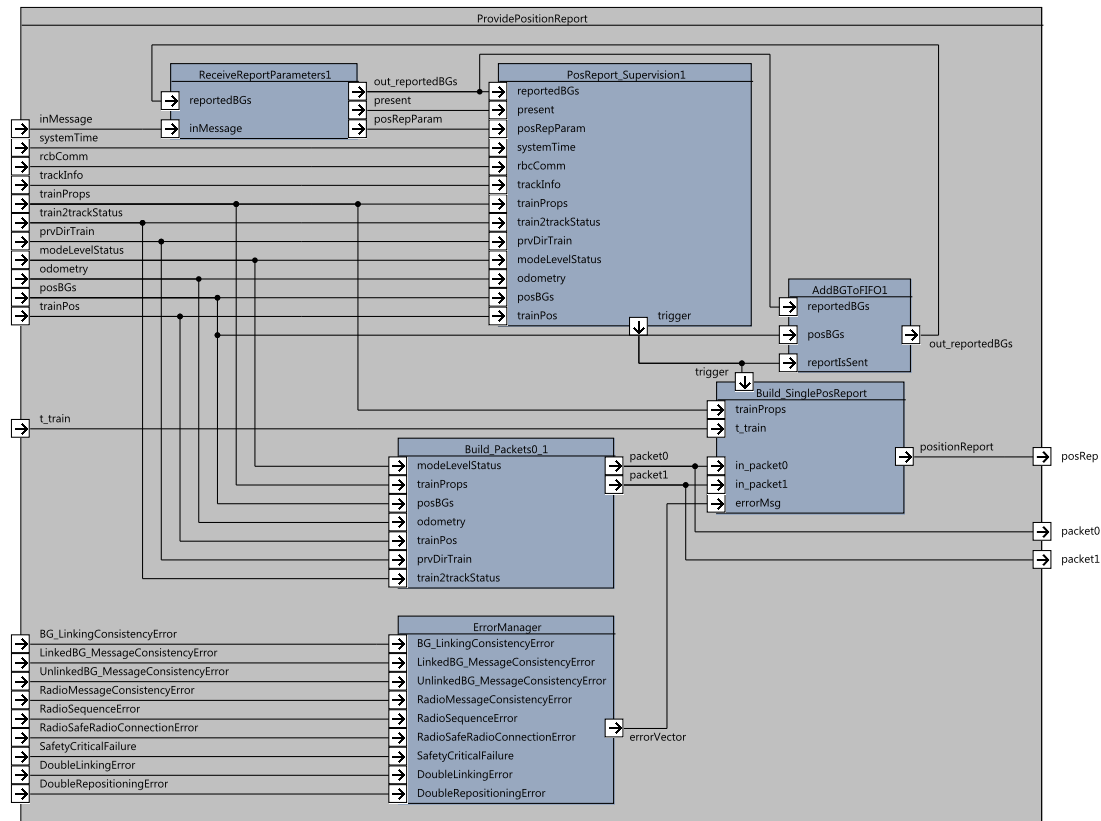 ProvidePositionReport
ReceiveReportParameters1
reportedBGs
inMessage
out_reportedBGs
present
posRepParam
PosReport_Supervision1
reportedBGs
present
posRepParam
systemTime
rbcComm
trackInfo
trainProps
train2trackStatus
prvDirTrain
modeLevelStatus
odometry
posBGs
trainPos
trigger
inMessage
systemTime
rcbComm
trackInfo
trainProps
train2trackStatus
prvDirTrain
modeLevelStatus
odometry
posBGs
trainPos
AddBGToFIFO1
reportedBGs
posBGs
reportIsSent
out_reportedBGs
trigger
Build_SinglePosReport
trainProps
t_train
in_packet0
in_packet1
errorMsg
positionReport
posRep
packet0
packet1
t_train
Build_Packets0_1
modeLevelStatus
trainProps
posBGs
odometry
trainPos
prvDirTrain
train2trackStatus
packet0
packet1
BG_LinkingConsistencyError
LinkedBG_MessageConsistencyError
UnlinkedBG_MessageConsistencyError
RadioMessageConsistencyError
RadioSequenceError
RadioSafeRadioConnectionError
SafetyCriticalFailure
DoubleLinkingError
DoubleRepositioningError
ErrorManager
BG_LinkingConsistencyError
LinkedBG_MessageConsistencyError
UnlinkedBG_MessageConsistencyError
RadioMessageConsistencyError
RadioSequenceError
RadioSafeRadioConnectionError
SafetyCriticalFailure
DoubleLinkingError
DoubleRepositioningError
errorVector